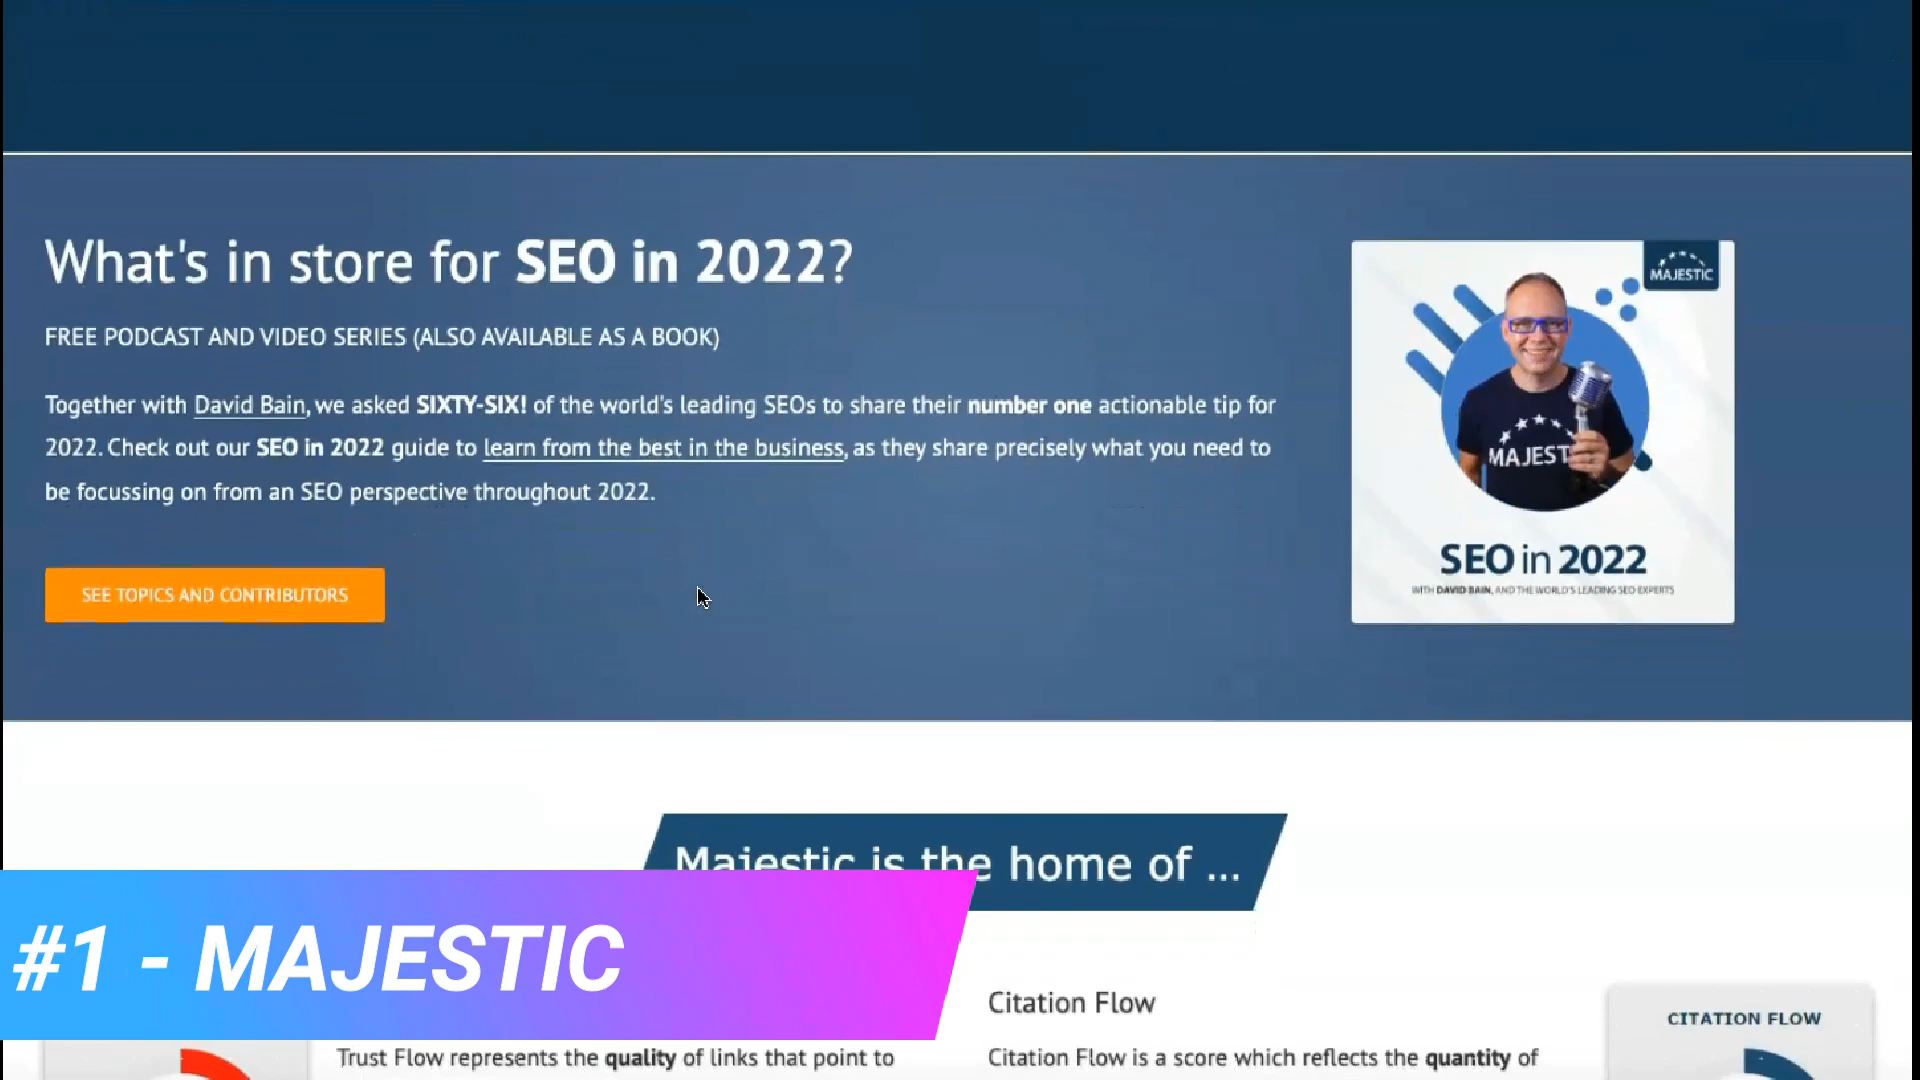 What's in store for SEO in 2022?
FREE PODCAST AND VIDEO SERIES (ALSO AVAILABLE AS A BOOK)
Together with David Bain, we asked SIXTY-SIX! of the world's leading SEOs to share their number one actionable tip for
2022. Check out our SEO in 2022 guide to learn from the best in the business, as they share precisely what you need to
be focussing on from an SEO perspective throughout 2022.
SEE TOPICS AND CONTRIBUTORS
MAJESTIC
MAJEST
SEO in 2022
WITH DAVID BAIN, AND THE WORLD'S LEADING SEO EXPERTS
Majestic is the home of ...
#1 - MAJESTIC
Trust Flow represents the quality of links that point to
Citation Flow
Citation Flow is a score which reflects the quantity of
CITATION FLOW